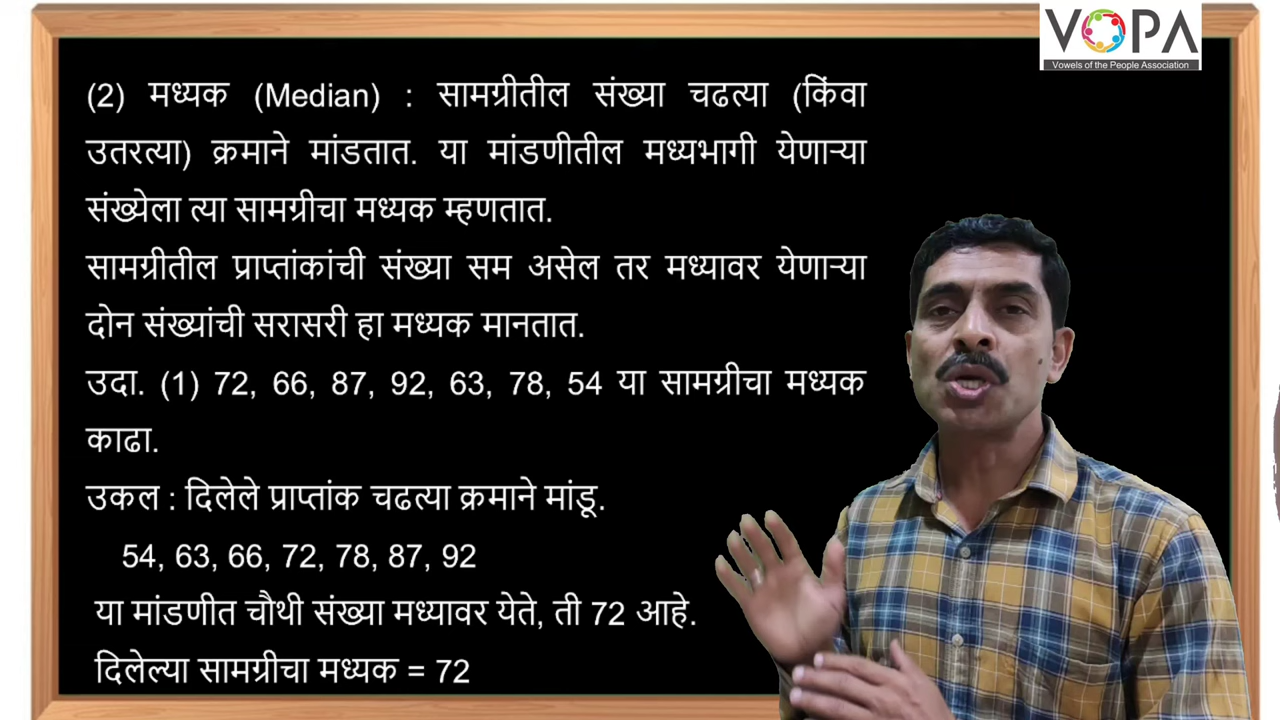 VOPA
Vowels of the People Association
(2) मध्यक (Median) : सामग्रीतील संख्या चढत्या (किंवा
उतरत्या) क्रमाने मांडतात. या मांडणीतील मध्यभागी येणाऱ्या
संख्येला त्या सामग्रीचा मध्यक म्हणतात.
सामग्रीतील प्राप्तांकांची संख्या सम असेल तर मध्यावर येणाऱ्या
दोन संख्यांची सरासरी हा मध्यक मानतात.
उदा. (1) 72, 66, 87, 92, 63, 78, 54 या सामग्रीचा मध्यक
काढा.
उकल : दिलेले प्राप्तांक चढत्या क्रमाने मांडू.
54, 63, 66, 72, 78, 87, 92
या मांडणीत चौथी संख्या मध्यावर येते, ती 72 आहे.
दिलेल्या सामग्रीचा मध्यक = 72